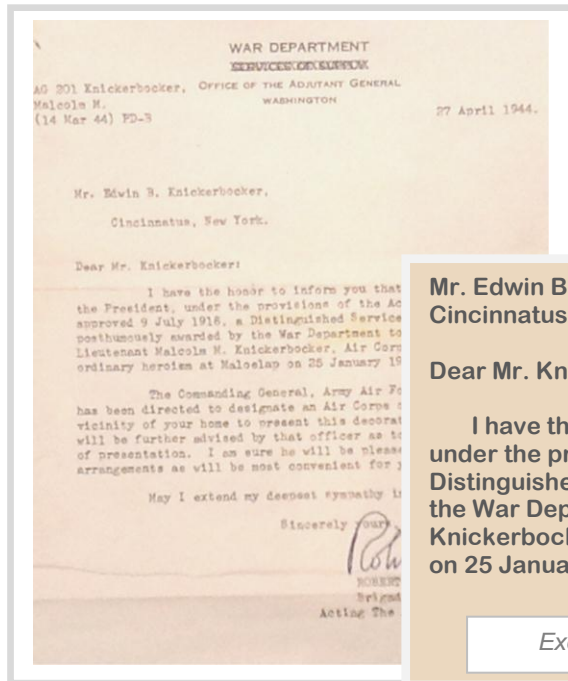 WAR DEPARTMENT
SERVICES OF SUPPLY
AG 201 Knickerbocker, OFFICE OF THE ADJUTANT GENERAL
Malcolm M. WASHINGTON
(14 Mar 44) PD-B 27 April 1944.
Mr. Edwin B. Knickerbocker,
Cincinnatus, New York.
Dear Mr. Knickerbocker:
I have the honor to inform you that
the President, under the provisions of the Ac
approved 9 July 1918, a Distinguished Service
posthumously awarded by the War Department to
Lieutenant Malcolm M. Knickerbocker, Air Corp
ordinary heroism at Maloelap on 25 January 19
The Commanding General, Army Air Fo
has been directed to designate an Air Corps o
vicinity of your home to present this decorat
will be further advised by that officer as to
of presentation. I am sure he will be please
arrangements as will be most convenient for y
May I extend my deepest sympathy i
Sincerely yours,
ROBERT
Brigad
Acting The
Mr. Edwin B
Cincinnatus
Dear Mr. Kn
I have th
under the pr
Distinguishe
the War Dep
Knickerbock
on 25 Janua
Exc